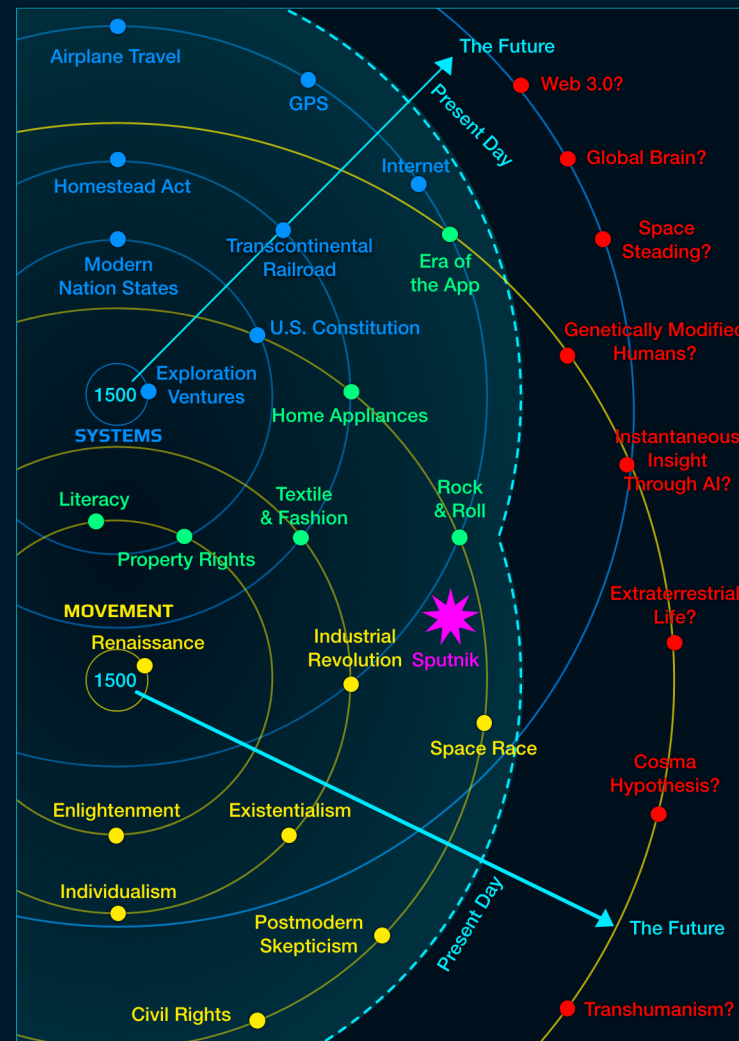 The Future
Airplane Travel
Web 3.0?
GPS
Present Day
Internet
Global Brain?
Homestead Act
Transcontinental
Railroad
Space
Steading?
Modern
Nation States
Era of
the App
U.S. Constitution
Genetically Modified
Humans?
1500
Exploration
Ventures
SYSTEMS
Home Appliances
Instantaneous
Insight
Through AI?
Literacy
Textile
& Fashion
Rock
& Roll
Property Rights
MOVEMENT
Extraterrestrial
Life?
Renaissance
1500
Industrial
Revolution
Sputnik
Space Race
Cosma
Hypothesis?
Enlightenment
Existentialism
Individualism
Present Day
Postmodern
Skepticism
The Future
Civil Rights
Transhumanism?